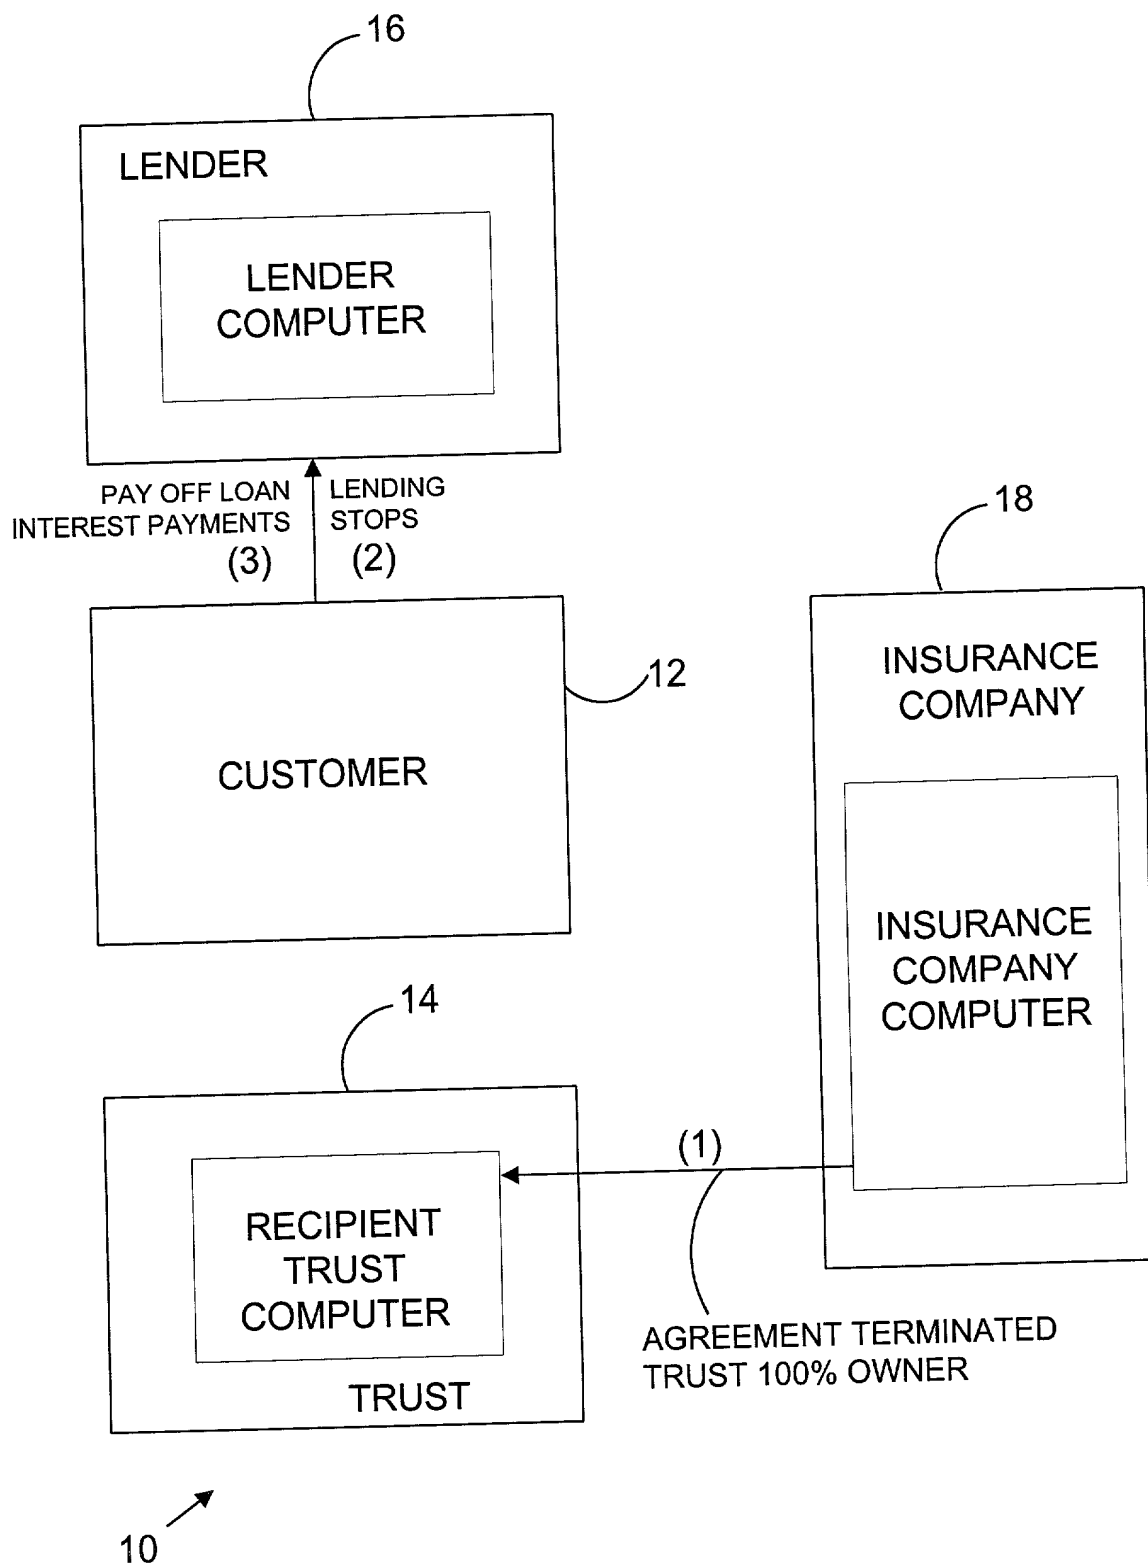 16
LENDER
LENDER
COMPUTER
PAY OFF LOAN
INTEREST PAYMENTS
(3)
LENDING
STOPS
(2)
18
12
CUSTOMER
INSURANCE
COMPANY
INSURANCE
COMPANY
COMPUTER
14
(1)
RECIPIENT
TRUST
COMPUTER
TRUST
AGREEMENT TERMINATED
TRUST 100% OWNER
10